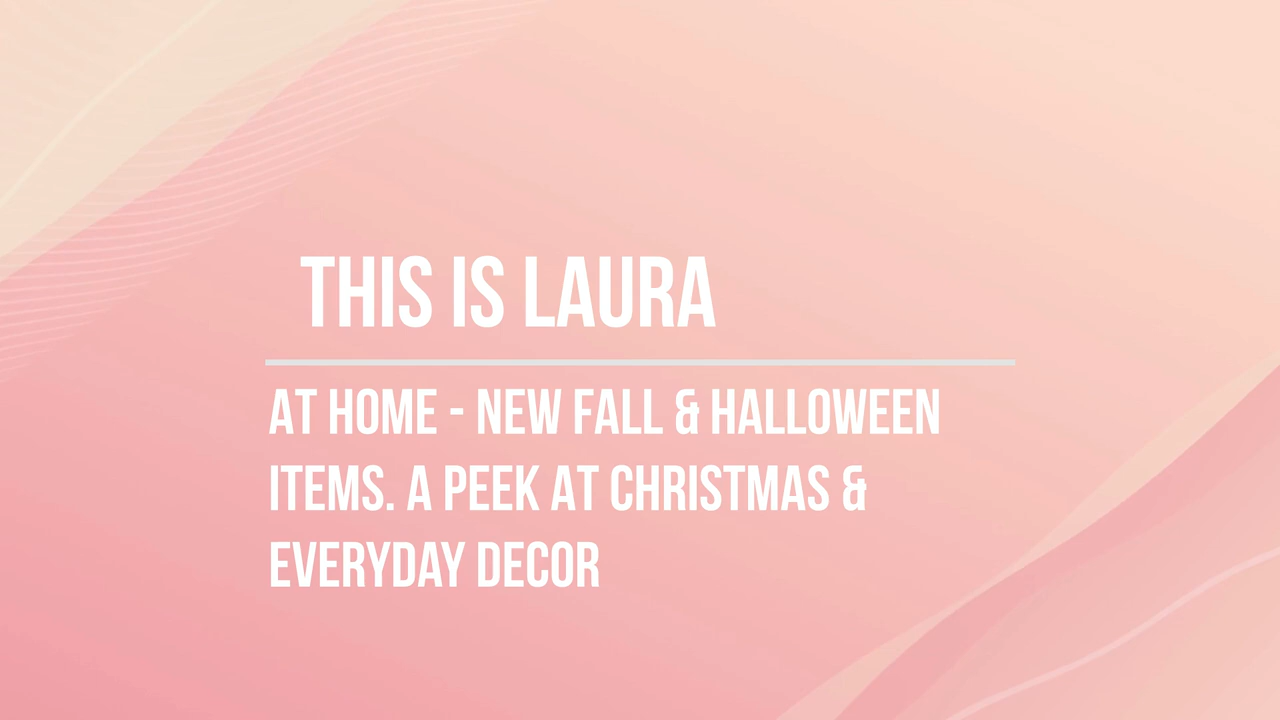 THIS IS LAURA
AT HOME - NEW FALL & HALLOWEEN
ITEMS. A PEEK AT CHRISTMAS &
EVERYDAY DECOR